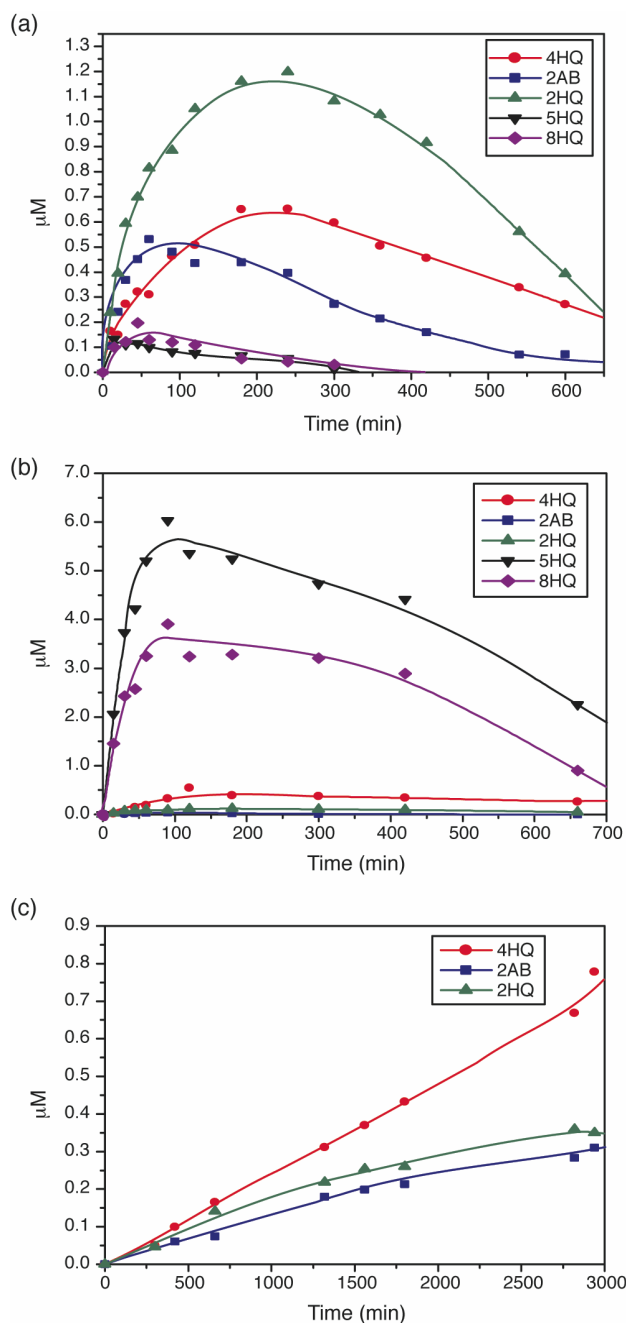 (a)
1.3
1.2
1.1
1.0
0.9
0.8
0.7
0.6
0.5
0.4
0.3
0.2
0.1
0.0
μM
4HQ
2AB
2HQ
5HQ
8HQ
0 100 200 300 400 500 600
Time (min)
(b)
7.0
6.0
5.0
4.0
3.0
2.0
1.0
0.0
μM
4HQ
2AB
2HQ
5HQ
8HQ
0 100 200 300 400 500 600 700
Time (min)
(c)
0.9
0.8
0.7
0.6
0.5
0.4
0.3
0.2
0.1
0.0
μM
4HQ
2AB
2HQ
0 500 1000 1500 2000 2500 3000
Time (min)